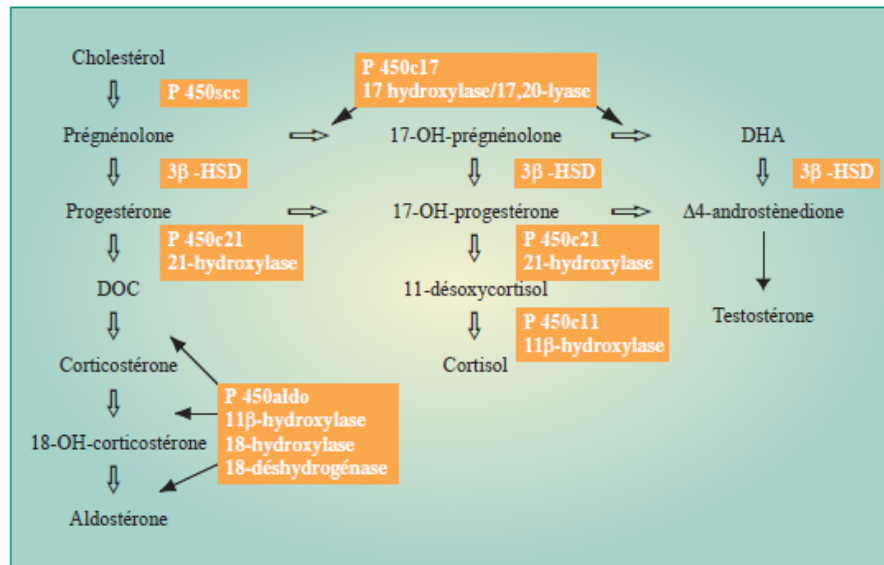 Cholestérol
P 450scc
P 450c17
17 hydroxylase/17,20-lyase
Prégnénolone
17-OH-prégnénolone
DHA
3β -HSD
3β -HSD
3β -HSD
Progestérone
17-OH-progestérone
Δ4-androstènedione
P 450c21
21-hydroxylase
P 450c21
21-hydroxylase
DOC
11-désoxycortisol
Testostérone
P 450c11
11β-hydroxylase
Corticostérone
Cortisol
P 450aldo
11β-hydroxylase
18-hydroxylase
18-déshydrogénase
18-OH-corticostérone
Aldostérone